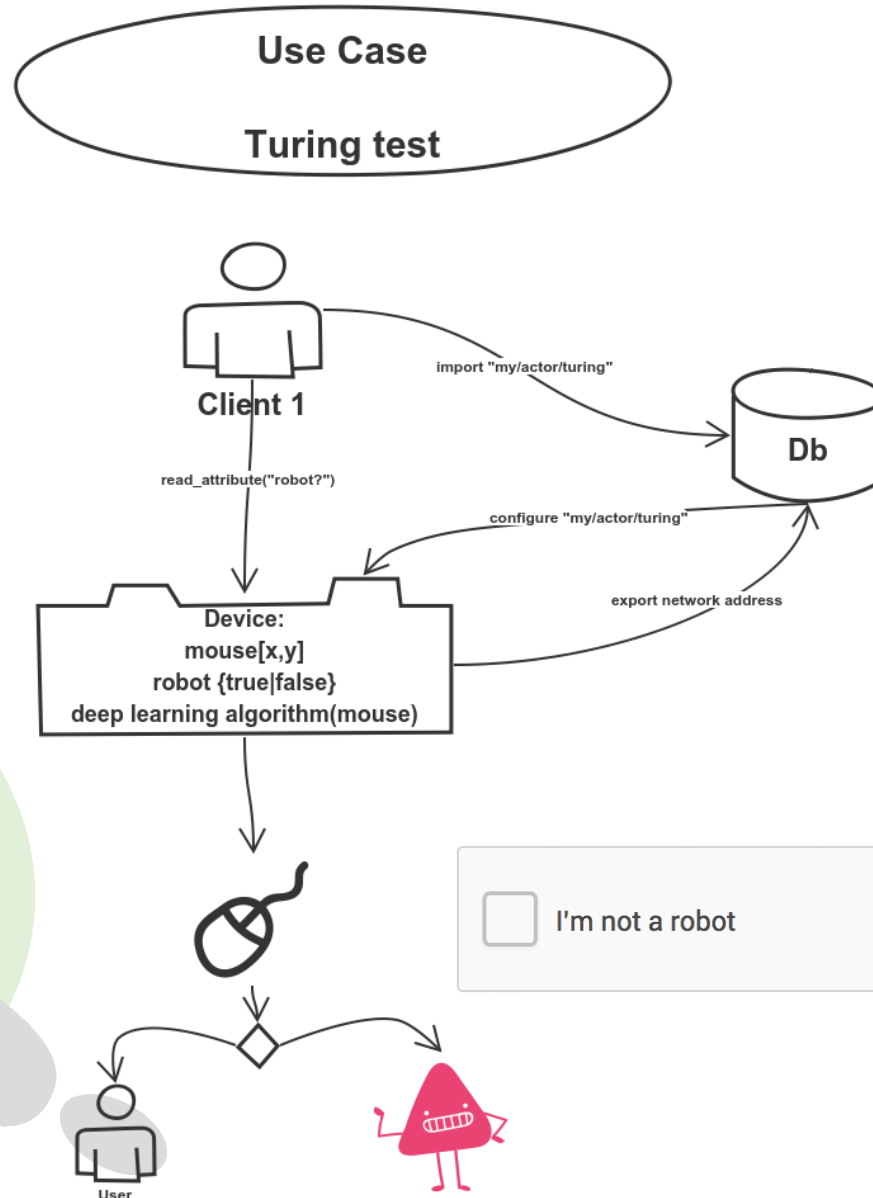 Use Case
Turing test
import "my/actor/turing"
Client 1
Db
read_attribute("robot?")
configure "my/actor/turing"
export network address
Device:
mouse[x,y]
robot {true|false}
deep learning algorithm(mouse)
I'm not a robot
User